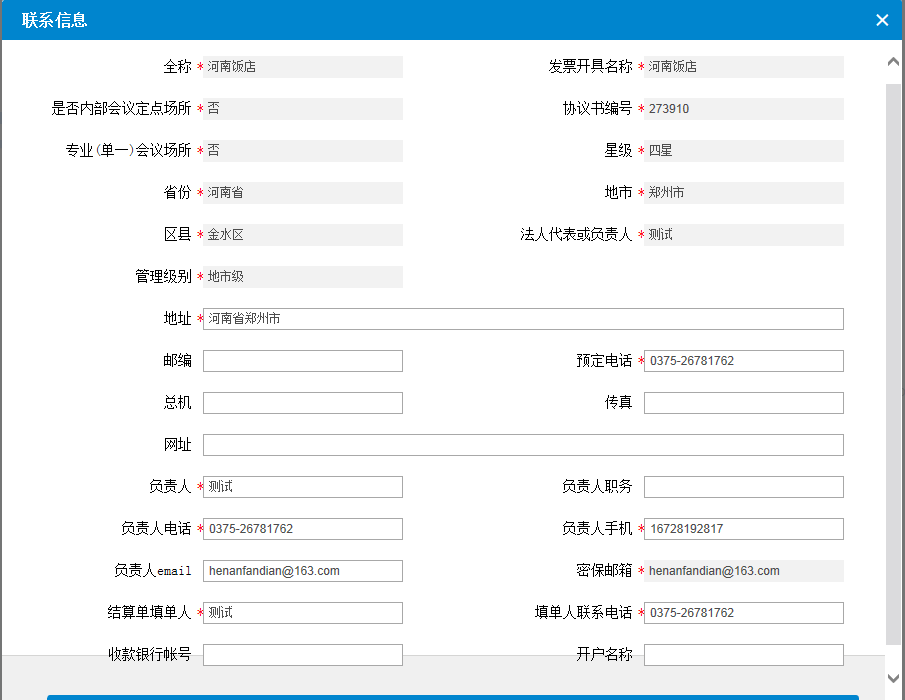 联系信息
全称 * 河南饭店 发票开具名称 * 河南饭店
是否内部会议定点场所 * 否 协议书编号 * 273910
专业(单一)会议场所 * 否 星级 * 四星
省份 * 河南省 地市 * 郑州市
区县 * 金水区 法人代表或负责人 * 测试
管理级别 * 地市级
地址 * 河南省郑州市
邮编 预定电话 * 0375-26781762
总机 传真
网址
负责人 * 测试 负责人职务
负责人电话 * 0375-26781762 负责人手机 * 16728192817
负责人email henanfandian@163.com 密保邮箱 * henanfandian@163.com
结算单填单人 * 测试 填单人联系电话 * 0375-26781762
收款银行帐号 开户名称